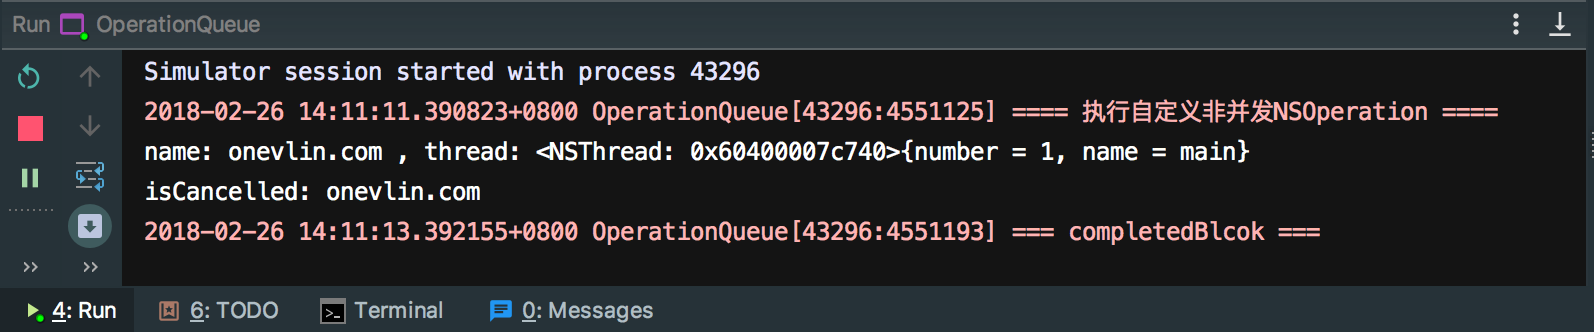 Run OperationQueue
Simulator session started with process 43296
2018-02-26 14:11:11.390823+0800 OperationQueue[43296:4551125] ==== 执行自定义非并发NSOperation ====
name: onevlin.com , thread: <NSThread: 0x60400007c740>{number = 1, name = main}
isCancelled: onevlin.com
2018-02-26 14:11:13.392155+0800 OperationQueue[43296:4551193] === completedBlcok ===
4: Run 6: TODO Terminal 0: Messages